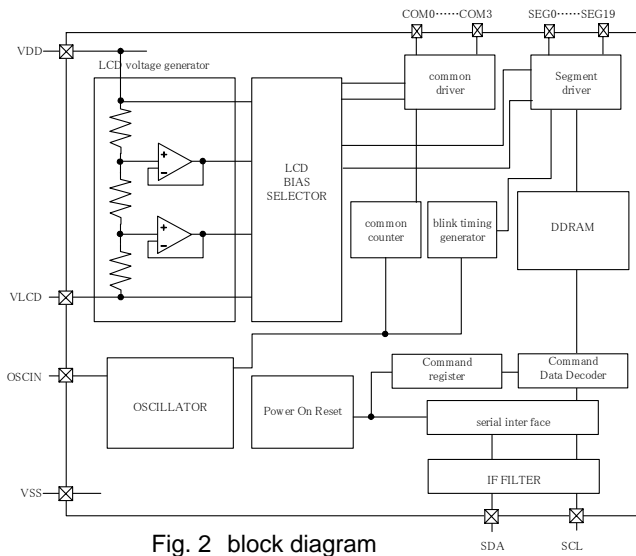 COM0······COM3
SEG0······SEG19
VDD
LCD voltage generator
common
driver
Segment
driver
LCD
BIAS
SELECTOR
common
counter
blink timing
generator
DDRAM
VLCD
OSCIN
OSCILLATOR
Power On Reset
Command
register
Command
Data Decoder
serial inter face
IF FILTER
VSS
SDA
SCL
Fig. 2 block diagram